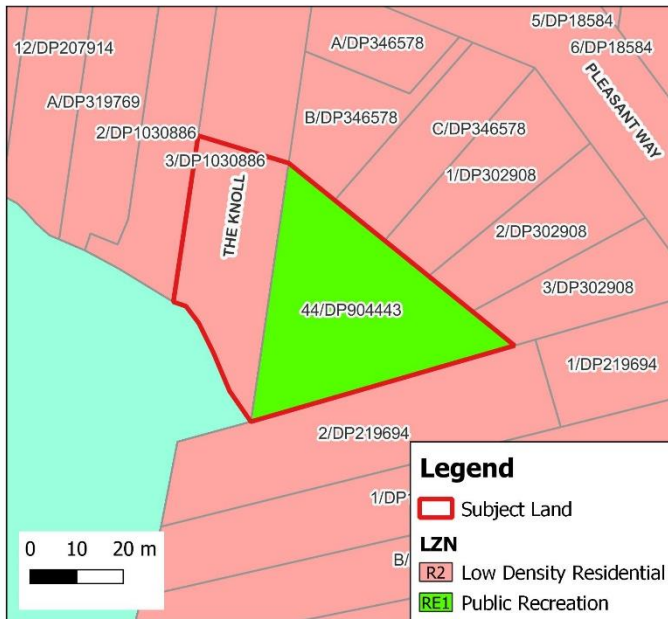 5/DP18584
12/DP207914
A/DP346578
6/DP18584
PLEASANT WAY
A/DP319769
B/DP346578
C/DP346578
2/DP1030886
3/DP1030886
1/DP302908
THE KNOLL
2/DP302908
3/DP302908
44/DP904443
1/DP219694
2/DP219694
1/DP
B/
Legend
Subject Land
LZN
R2 Low Density Residential
RE1 Public Recreation
0 10 20 m